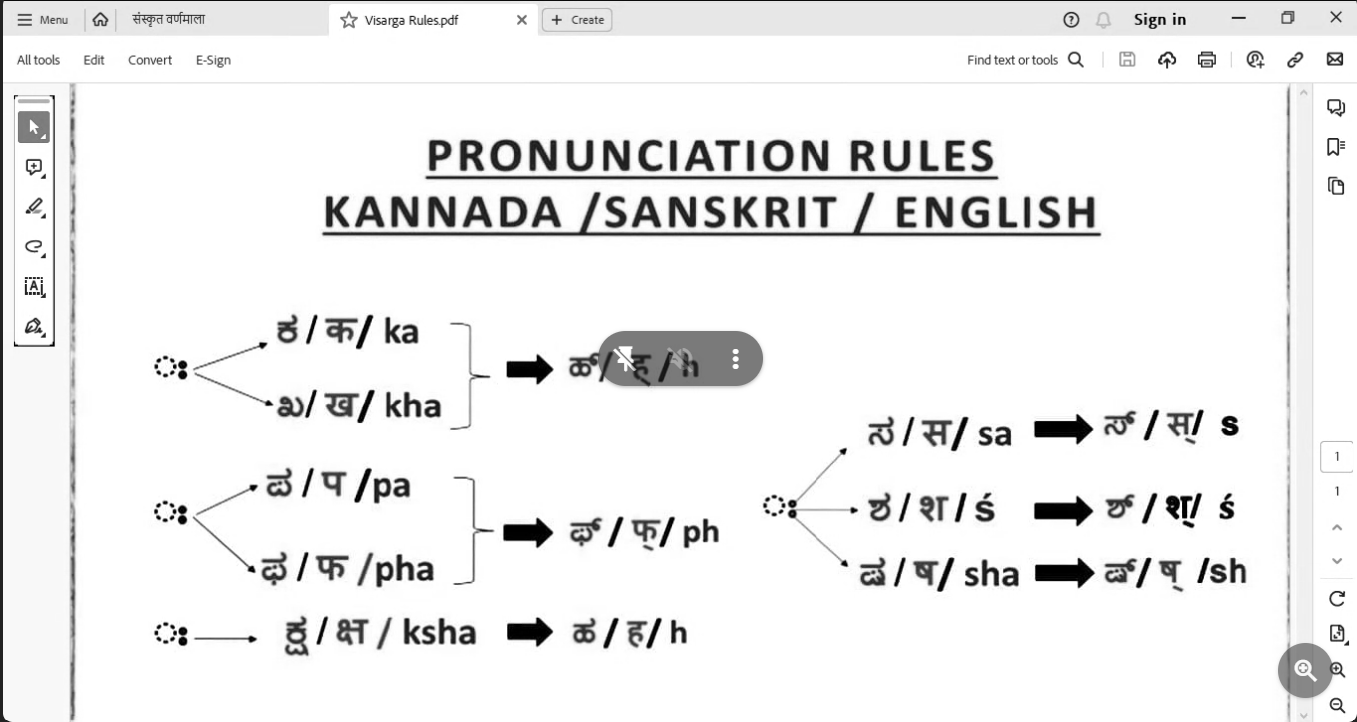 Menu संस्कृत वर्णमाला Visarga Rules.pdf + Create Sign in
All tools Edit Convert E-Sign Find text or tools
PRONUNCIATION RULES
KANNADA /SANSKRIT / ENGLISH
ಃ ಕ / क / ka
ಖ / ख / kha
ಹ್ / ह् / h
ಃ ಪ / प /pa
ಫ / फ /pha
ಫ್ / फ् / ph
ಃ ಕ್ಷ / क्ष / ksha ಹ / ह / h
ಃ ಸ / स / sa ಸ್ / स् / s
ಶ / श / ś ಶ್ / श् / ś
ಷ / ष / sha ಷ್ / ष् /sh
1
1